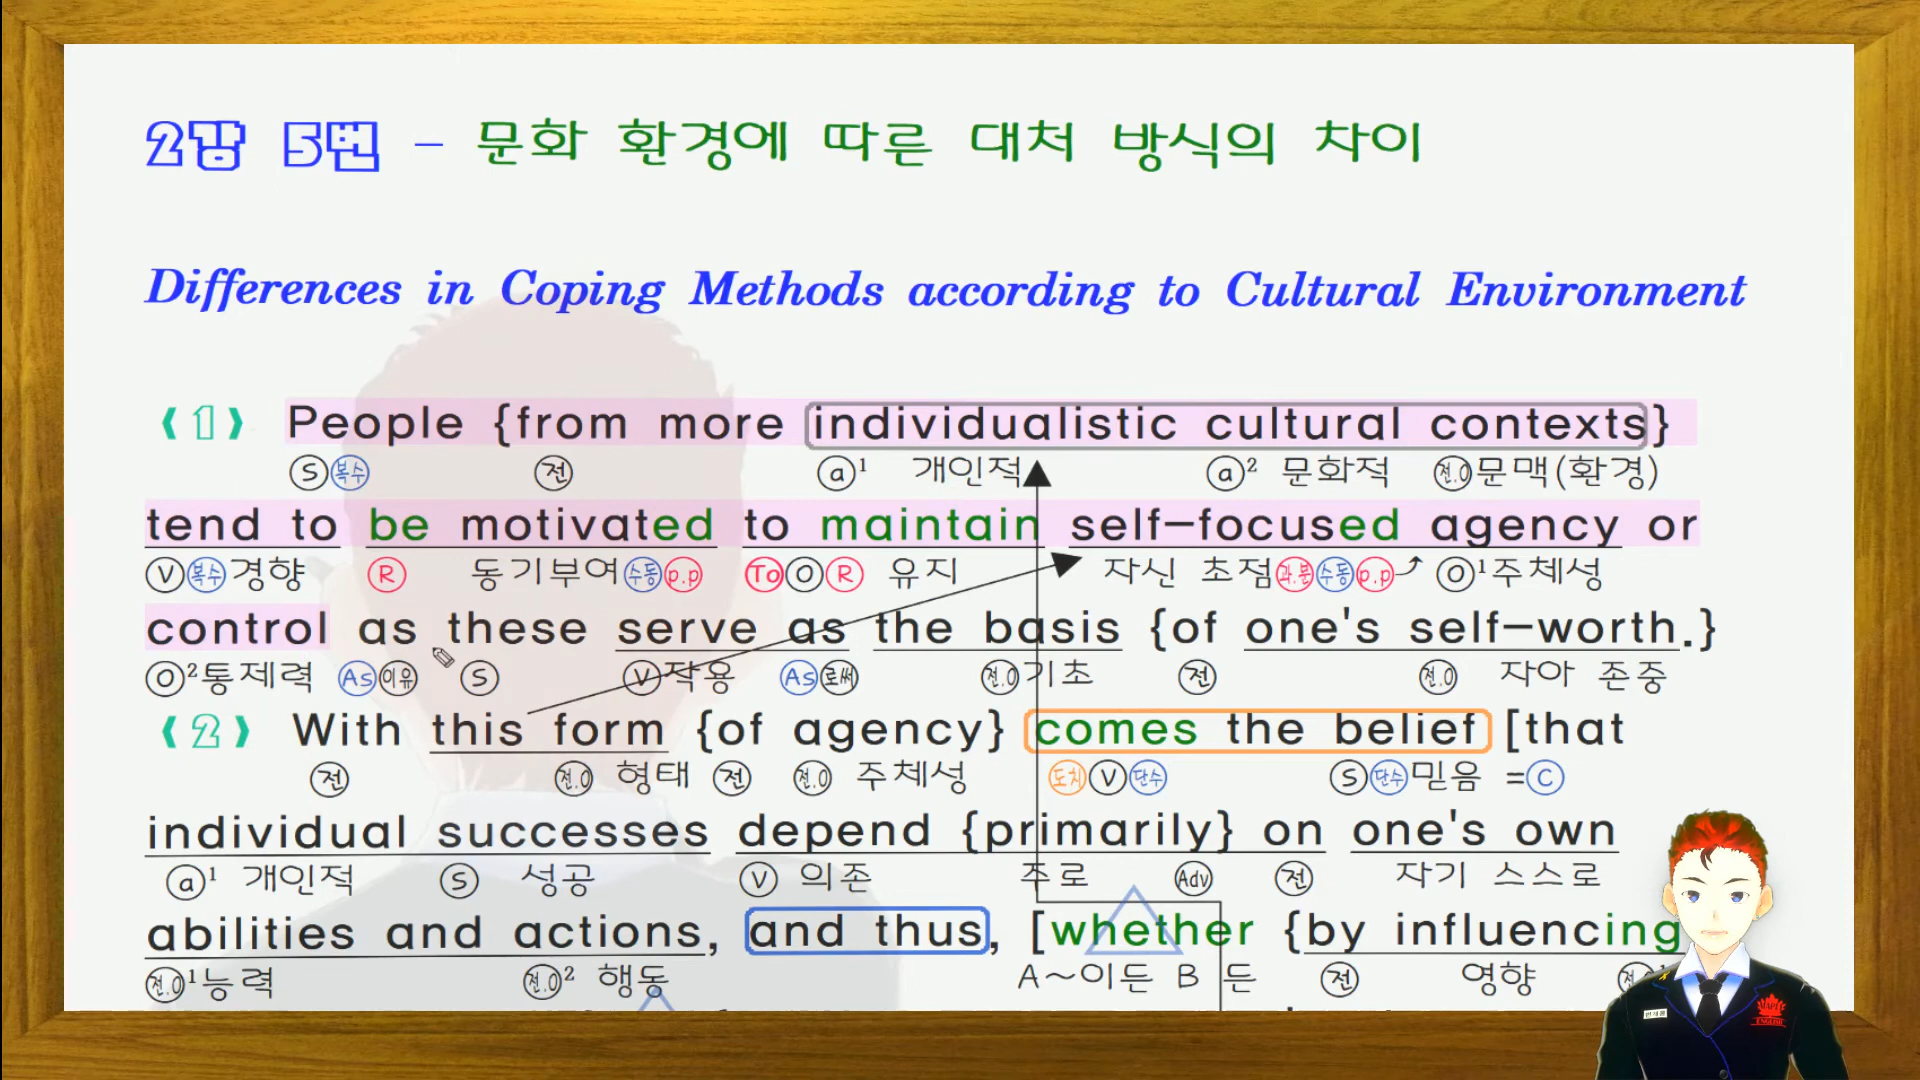 2강 5번 – 문화 환경에 따른 대처 방식의 차이
Differences in Coping Methods according to Cultural Environment
❰1❱ People {from more individualistic cultural contexts}
Ⓢ 복수 전 ⓐ¹ 개인적 ⓐ² 문화적 전.O 문맥(환경)
tend to be motivated to maintain self-focused agency or
Ⓥ 복수 경향 Ⓡ 동기부여 수동 p.p To Ⓞ Ⓡ 유지 자신 초점 과.분 수동 p.p Ⓞ¹ 주체성
control as these serve as the basis {of one's self-worth.}
Ⓞ² 통제력 As 이유 Ⓢ Ⓥ 작용 As 로써 전.O 기초 전 전.O 자아 존중
❰2❱ With this form {of agency} comes the belief [that
전 전.O 형태 전 전.O 주체성 도치 Ⓥ 단수 Ⓢ 단수 믿음 = Ⓒ
individual successes depend {primarily} on one's own
ⓐ¹ 개인적 Ⓢ 성공 Ⓥ 의존 주로 Adv 전 자기 스스로
abilities and actions, and thus, [whether {by influencing
전.O¹ 능력 전.O² 행동 A~이든 B 든 전 영향